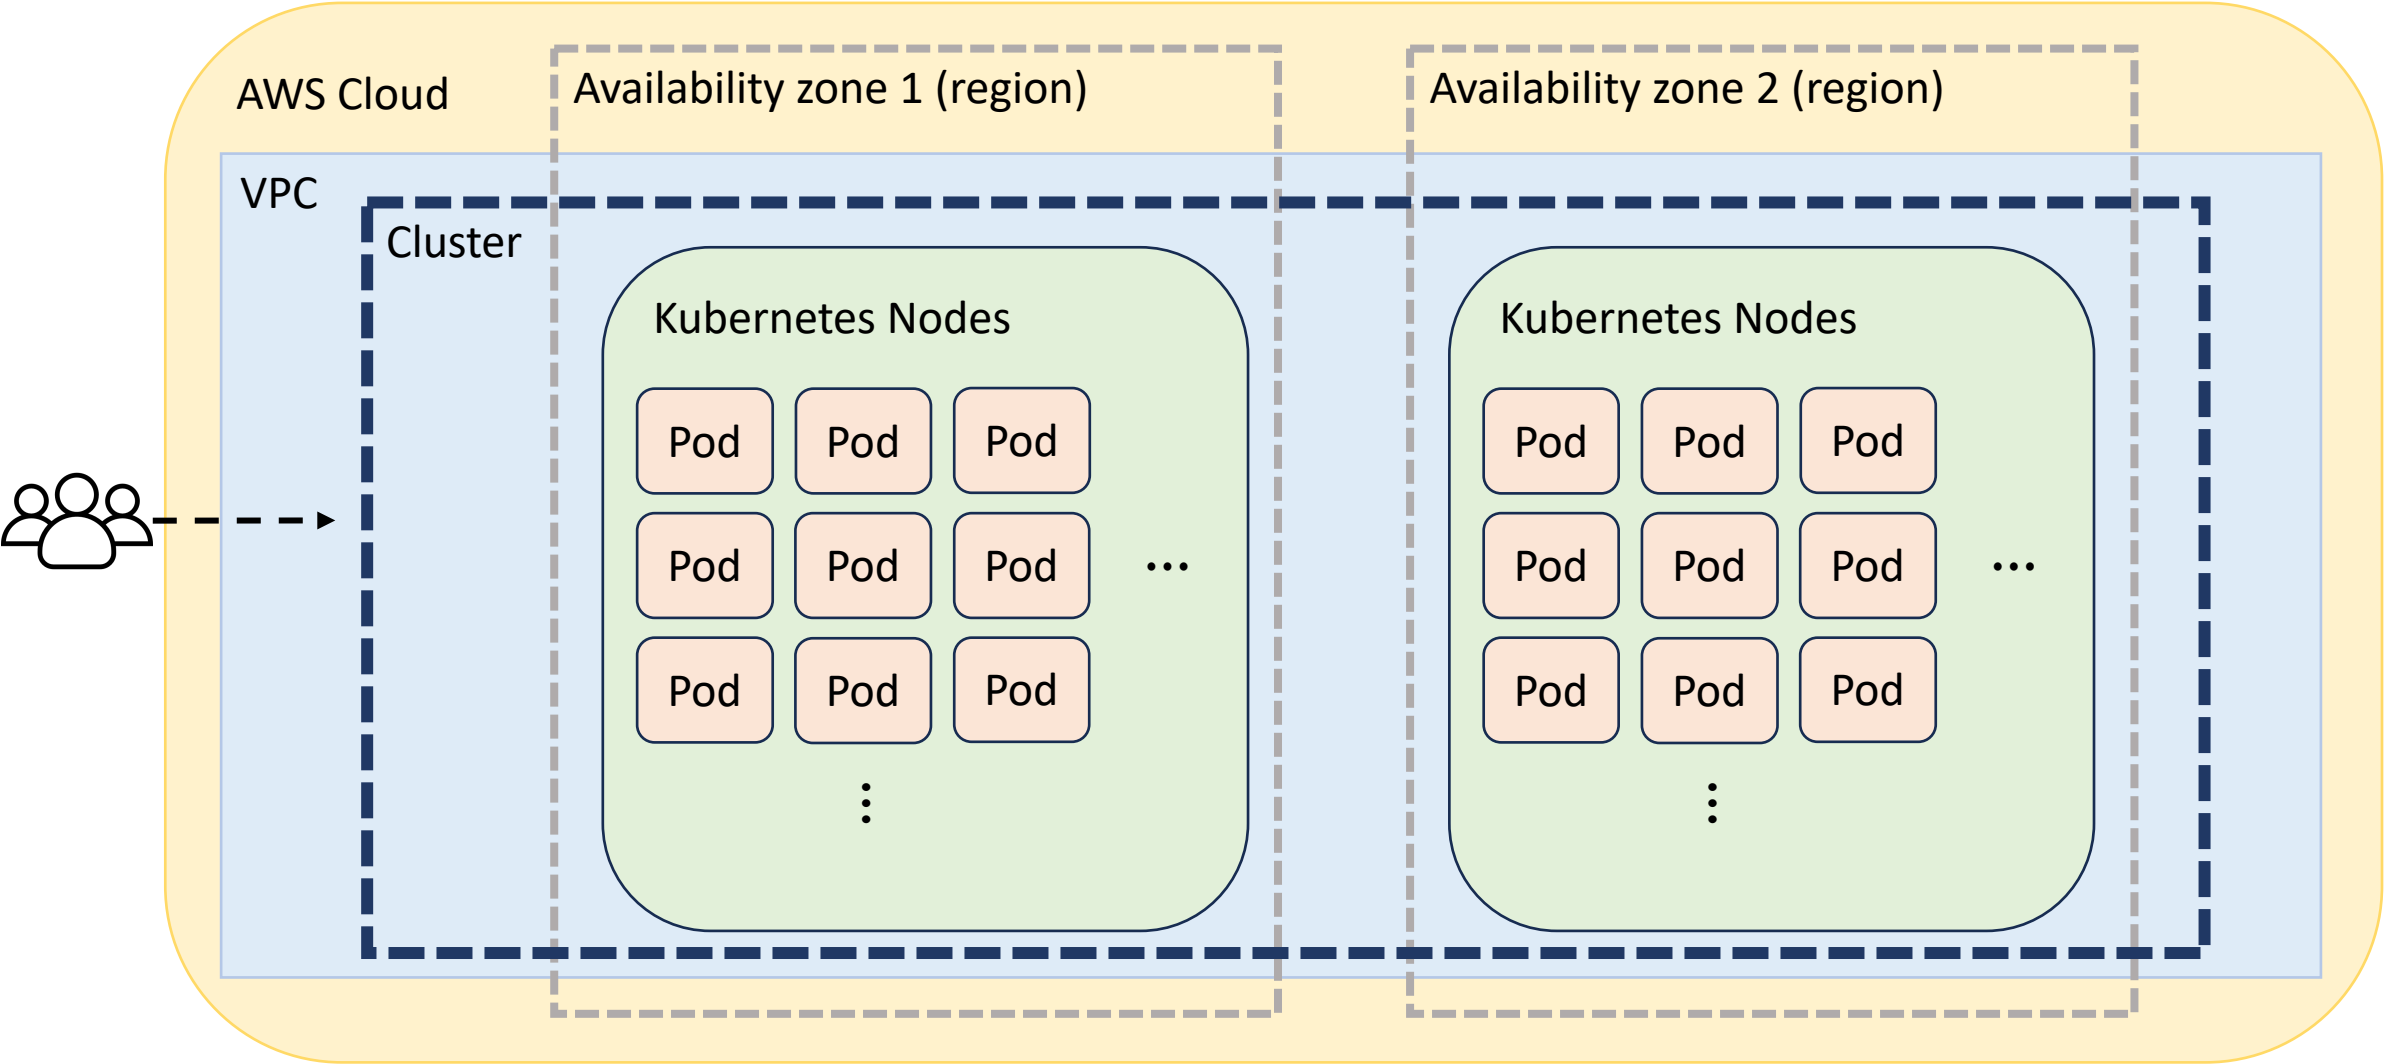 AWS Cloud
Availability zone 1 (region)
Availability zone 2 (region)
VPC
Cluster
Kubernetes Nodes
Pod Pod Pod
Pod Pod Pod ...
Pod Pod Pod
...
Kubernetes Nodes
Pod Pod Pod
Pod Pod Pod ...
Pod Pod Pod
...